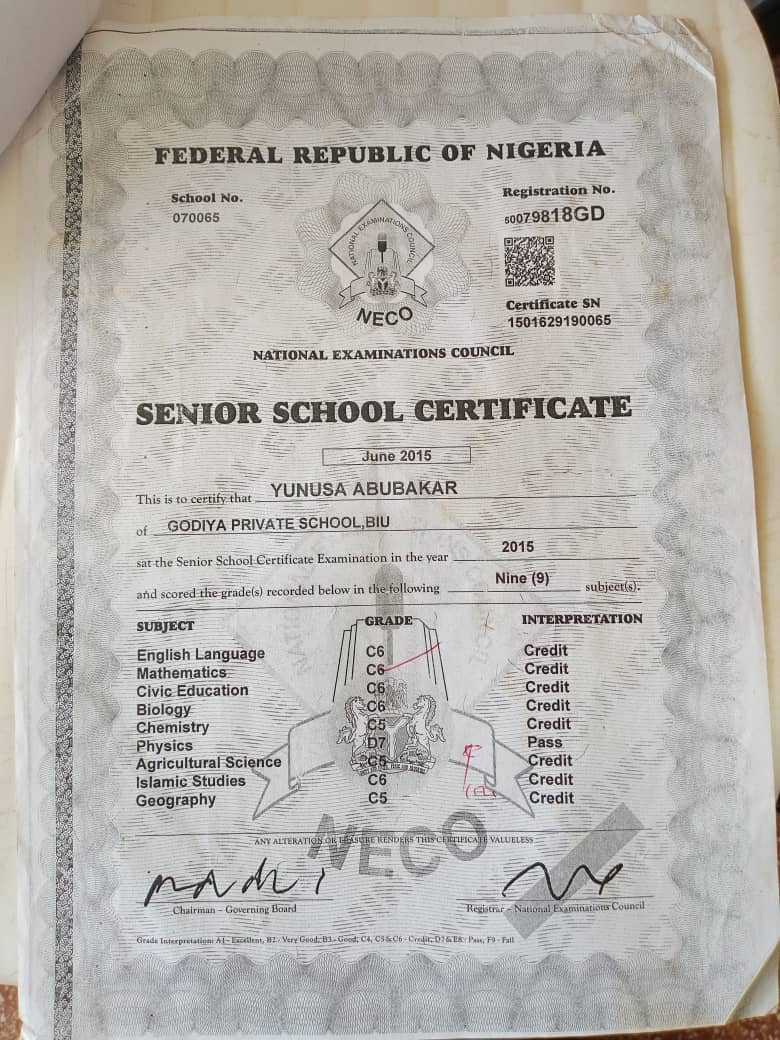 FEDERAL REPUBLIC OF NIGERIA
School No.
070065
Registration No.
50079818GD
NATIONAL EXAMINATIONS COUNCIL
NECO
Certificate SN
1501629190065
NATIONAL EXAMINATIONS COUNCIL
SENIOR SCHOOL CERTIFICATE
June 2015
This is to certify that YUNUSA ABUBAKAR
of GODIYA PRIVATE SCHOOL,BIU
sat the Senior School Certificate Examination in the year 2015
and scored the grade(s) recorded below in the following Nine (9) subject(s).
SUBJECT GRADE INTERPRETATION
English Language C6 Credit
Mathematics C6 Credit
Civic Education C6 Credit
Biology C6 Credit
Chemistry C5 Credit
Physics D7 Pass
Agricultural Science C5 Credit
Islamic Studies C6 Credit
Geography C5 Credit
NECO
ANY ALTERATION OR ERASURE RENDERS THIS CERTIFICATE VALUELESS
Chairman – Governing Board
Registrar – National Examinations Council
Grade Interpretation: A1 - Excellent, B2 - Very Good, B3 - Good, C4, C5 & C6 - Credit, D7 & E8 - Pass, F9 - Fail